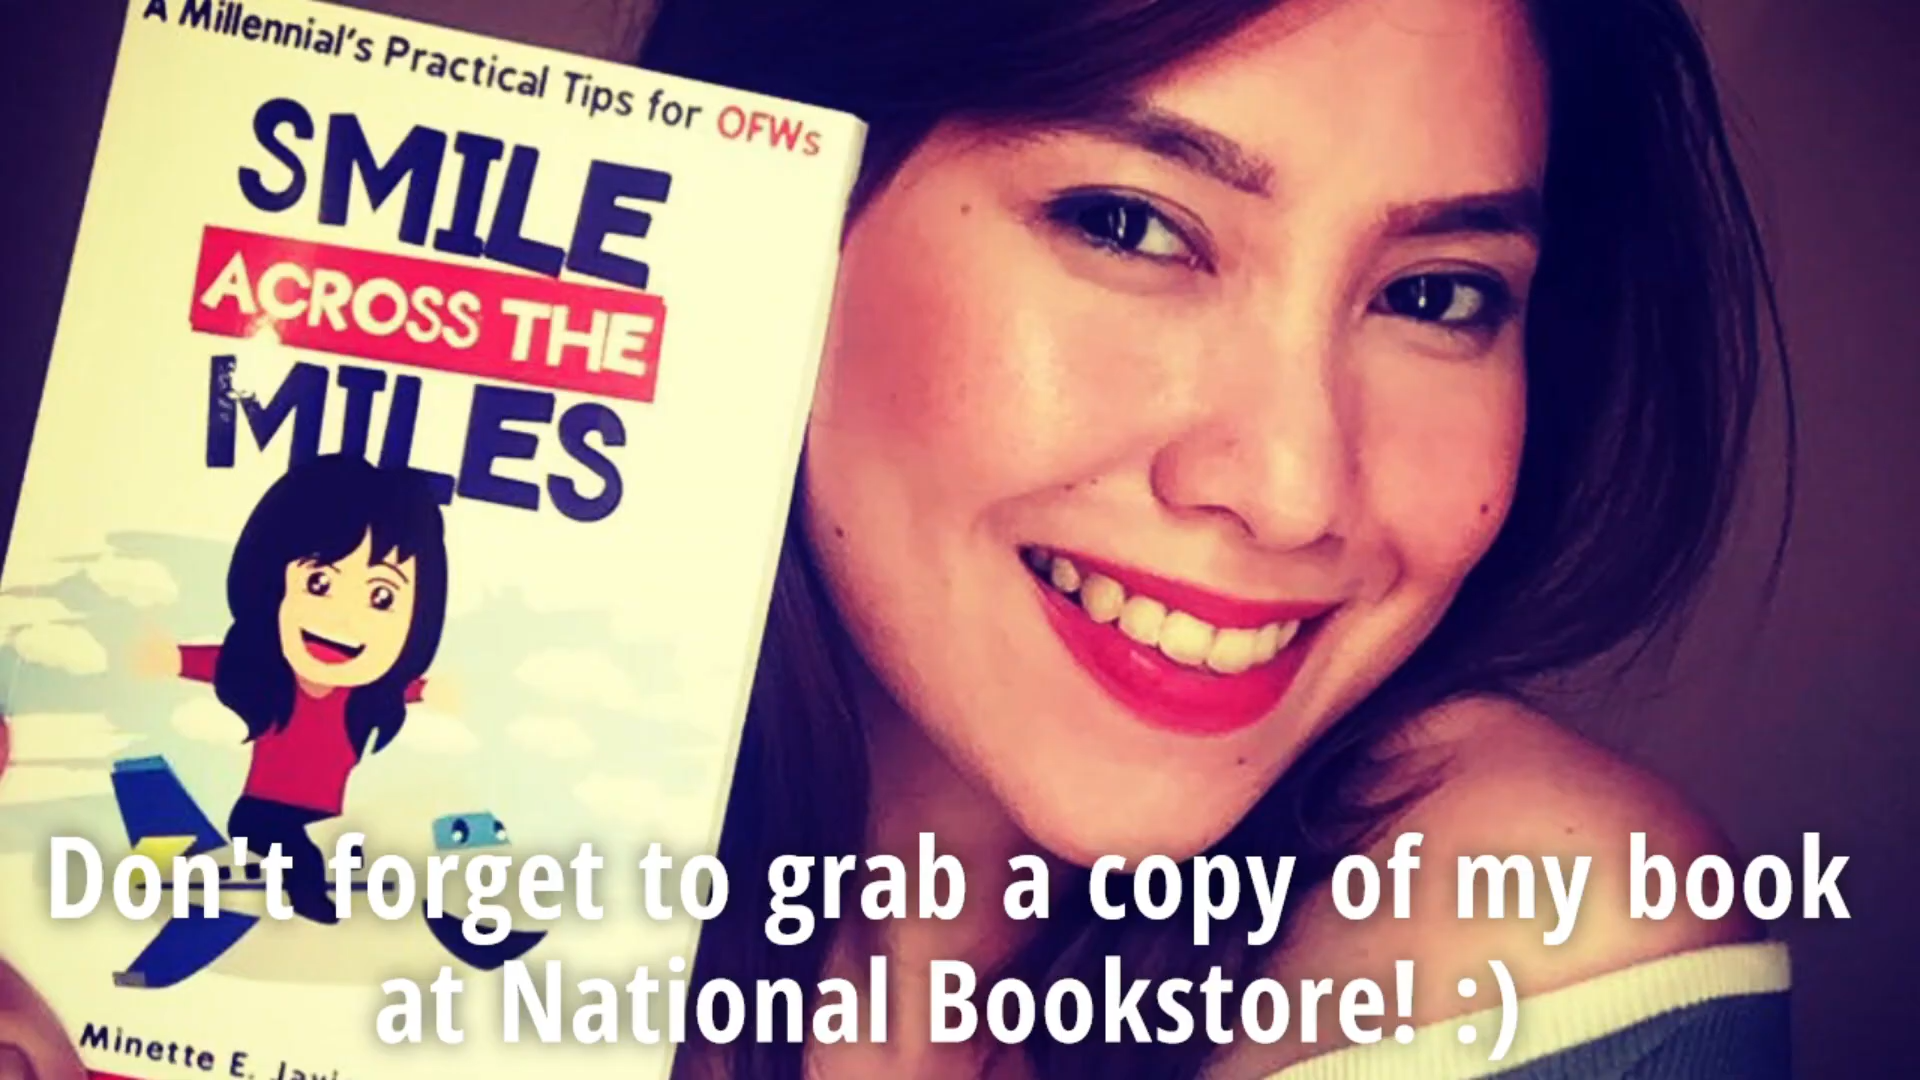 A Millennial's Practical Tips for OFWs
SMILE
ACROSS THE
MILES
Don't forget to grab a copy of my book
at National Bookstore! :)
Minette E.